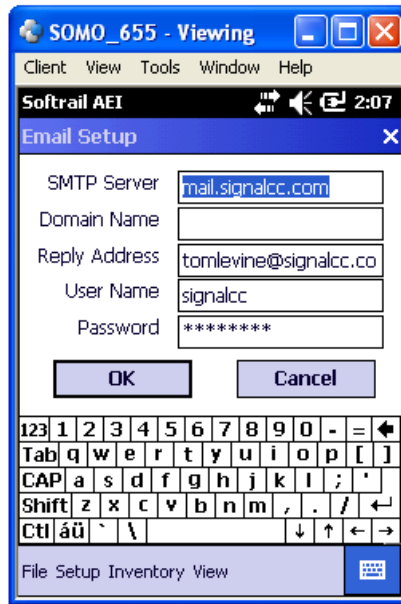 SOMO_655 - Viewing
Client View Tools Window Help
Softrail AEI 2:07
Email Setup
SMTP Server mail.signalcc.com
Domain Name
Reply Address tomlevine@signalcc.co
User Name signalcc
Password ********
OK Cancel
123 1 2 3 4 5 6 7 8 9 0 - =
Tab q w e r t y u i o p [ ]
CAP a s d f g h j k l ; '
Shift z x c v b n m , . /
Ctl áü ` \
File Setup Inventory View